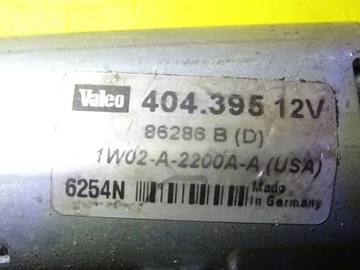 Valeo 404.395 12V
86286 B (D)
1W02-A-2200A-A (USA)
6254N Made
In Germany